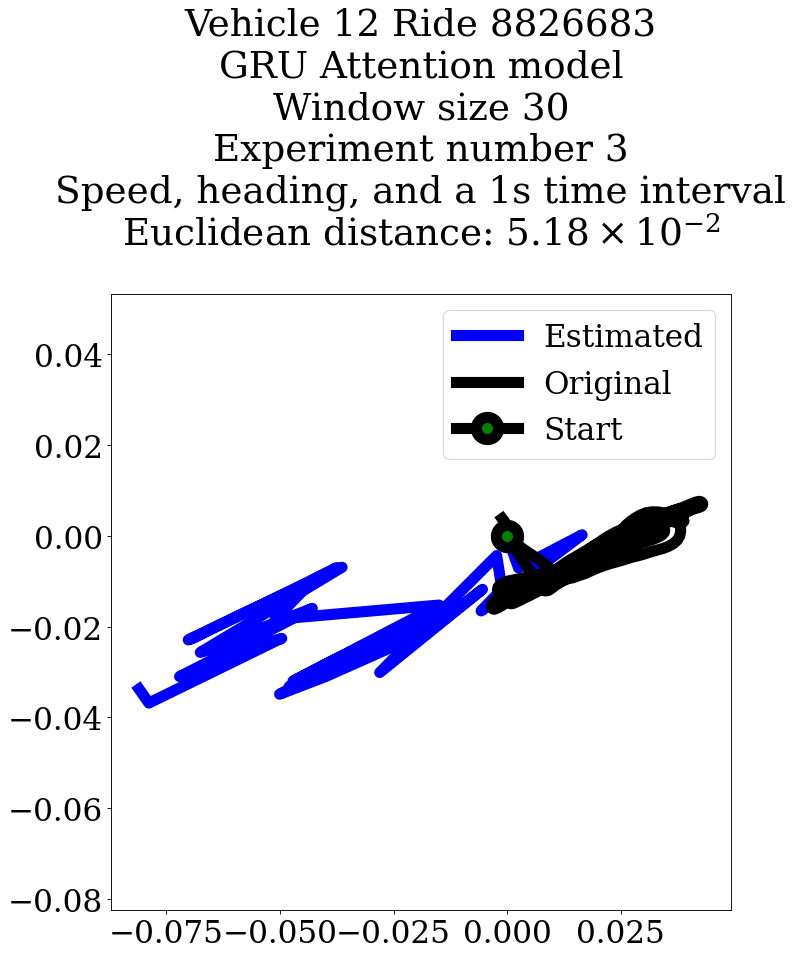 Vehicle 12 Ride 8826683
GRU Attention model
Window size 30
Experiment number 3
Speed, heading, and a 1s time interval
Euclidean distance: 5.18 × 10⁻²
Estimated
Original
Start
0.04
0.02
0.00
−0.02
−0.04
−0.06
−0.08
−0.075 −0.050 −0.025 0.000 0.025